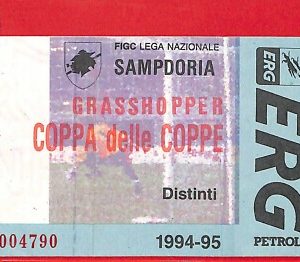 FIGC LEGA NAZIONALE
SAMPDORIA
GRASSHOPPER
COPPA delle COPPE
Distinti
004790
1994-95
ERG
ERG
PETROL